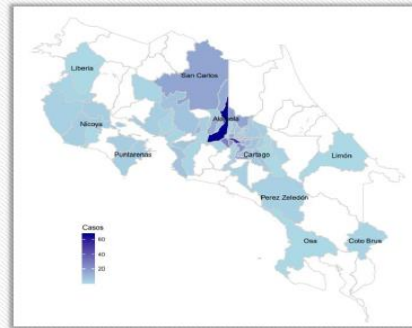 Liberia
San Carlos
Alajuela
Nicoya
Cartago
Limón
Puntarenas
Perez Zeledón
Casos
60
40
20
Osa
Coto Brus